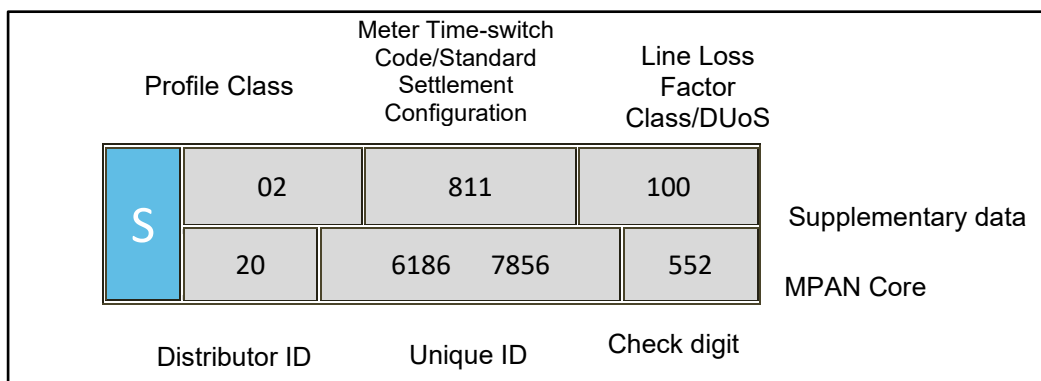 Meter Time-switch
Code/Standard
Settlement
Configuration
Profile Class
Line Loss
Factor
Class/DUoS
S
02 811 100
Supplementary data
20 6186 7856 552
MPAN Core
Distributor ID Unique ID Check digit